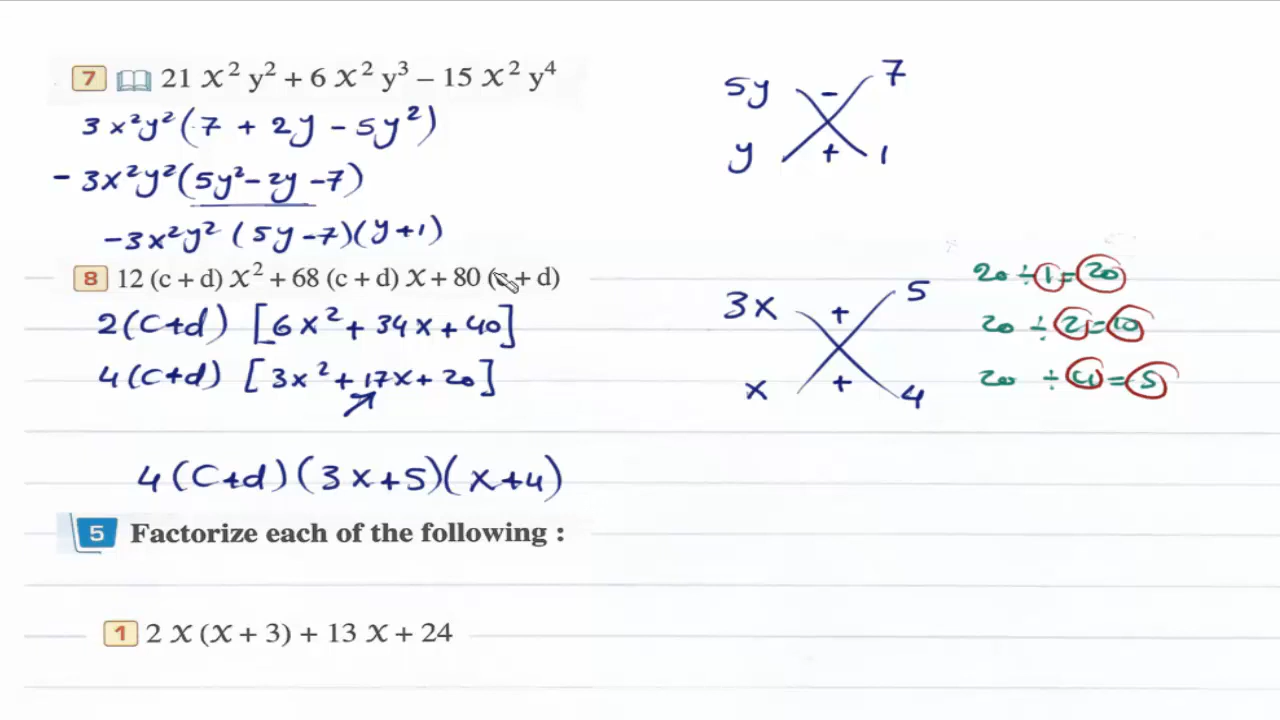 7 21 x² y² + 6 x² y³ – 15 x² y⁴
3x²y²(7 + 2y - 5y²)
- 3x²y²(5y²-2y -7)
-3x²y² (5y-7)(y+1)
5y - 7
y + 1
8 12 (c + d) x² + 68 (c + d) x + 80 (c + d)
2(c+d) [6x²+34x+40]
4(c+d) [3x²+17x+20]
4(c+d)(3x+5)(x+4)
3x + 5
x + 4
20 ÷ 1 = 20
20 ÷ 2 = 10
20 ÷ 4 = 5
5 Factorize each of the following :
1 2 x (x + 3) + 13 x + 24